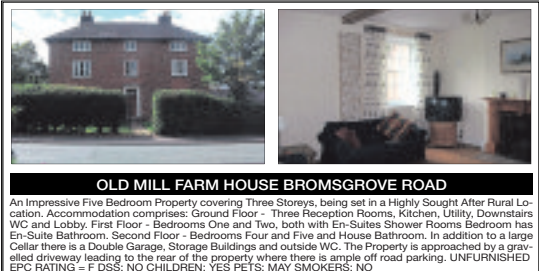 OLD MILL FARM HOUSE BROMSGROVE ROAD
An Impressive Five Bedroom Property covering Three Storeys, being set in a Highly Sought After Rural Lo-
cation. Accommodation comprises: Ground Floor - Three Reception Rooms, Kitchen, Utility, Downstairs
WC and Lobby. First Floor - Bedrooms One and Two, both with En-Suites Shower Rooms Bedroom has
En-Suite Bathroom. Second Floor - Bedrooms Four and Five and House Bathroom. In addition to a large
Cellar there is a Double Garage, Storage Buildings and outside WC. The Property is approached by a grav-
elled driveway leading to the rear of the property where there is ample off road parking. UNFURNISHED
EPC RATING = F DSS: NO CHILDREN: YES PETS: MAY SMOKERS: NO